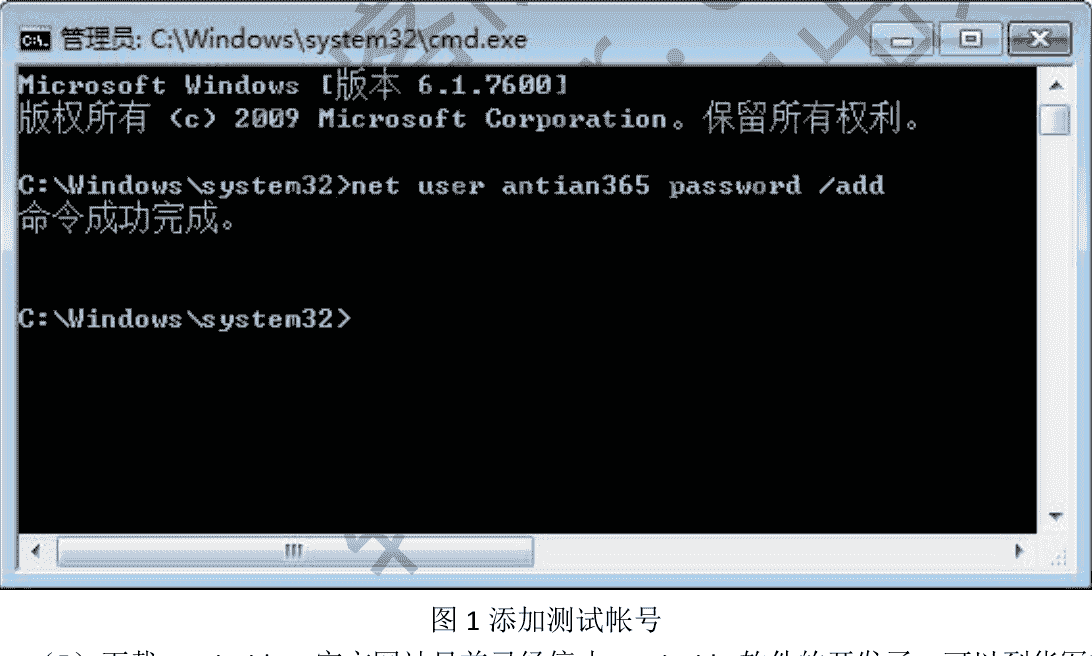 管理员: C:\Windows\system32\cmd.exe
Microsoft Windows [版本 6.1.7600]
版权所有 (c) 2009 Microsoft Corporation。保留所有权利。
C:\Windows\system32>net user antian365 password /add
命令成功完成。
C:\Windows\system32>
图 1 添加测试帐号